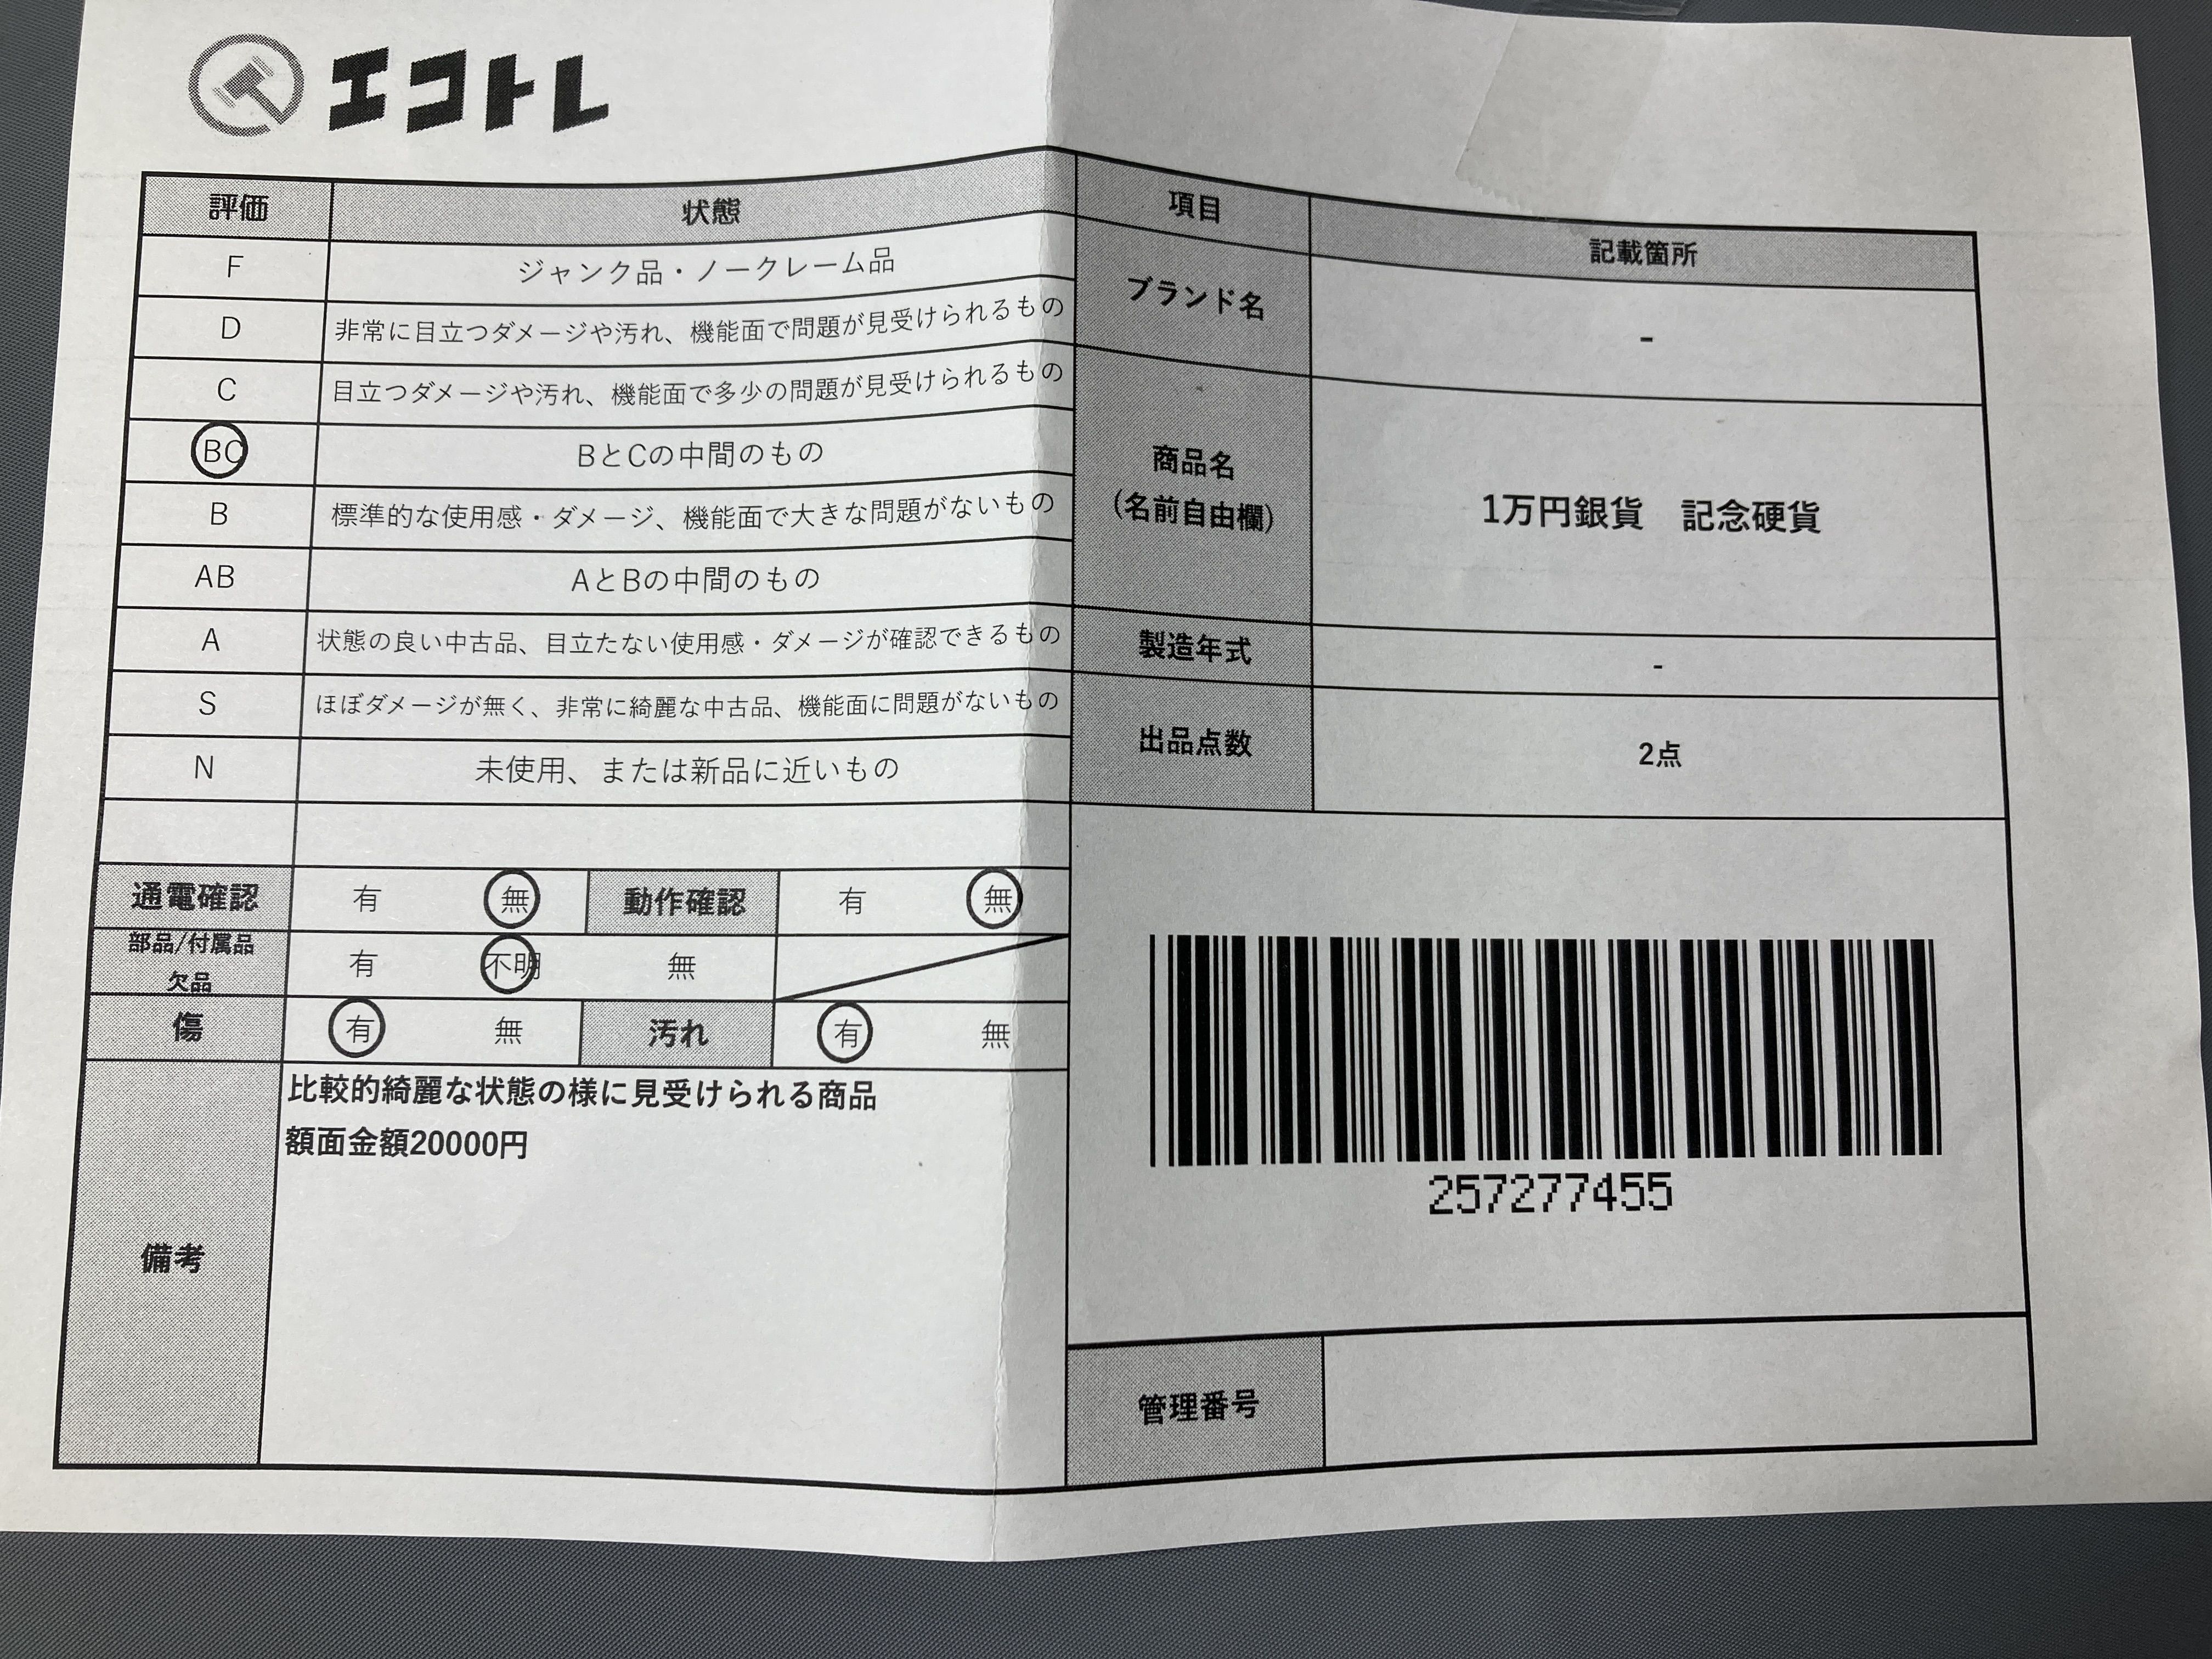 エコトレ
評価 状態
F ジャンク品・ノークレーム品
D 非常に目立つダメージや汚れ、機能面で問題が見受けられるもの
C 目立つダメージや汚れ、機能面で多少の問題が見受けられるもの
BC BとCの中間のもの
B 標準的な使用感・ダメージ、機能面で大きな問題がないもの
AB AとBの中間のもの
A 状態の良い中古品、目立たない使用感・ダメージが確認できるもの
S ほぼダメージが無く、非常に綺麗な中古品、機能面に問題がないもの
N 未使用、または新品に近いもの
通電確認 有 無 動作確認 有 無
部品/付属品
欠品
有 不明 無
傷 有 無 汚れ 有 無
備考
比較的綺麗な状態の様に見受けられる商品
額面金額20000円
項目 記載箇所
ブランド名 -
商品名
(名前自由欄)
1万円銀貨 記念硬貨
製造年式 -
出品点数 2点
257277455
管理番号